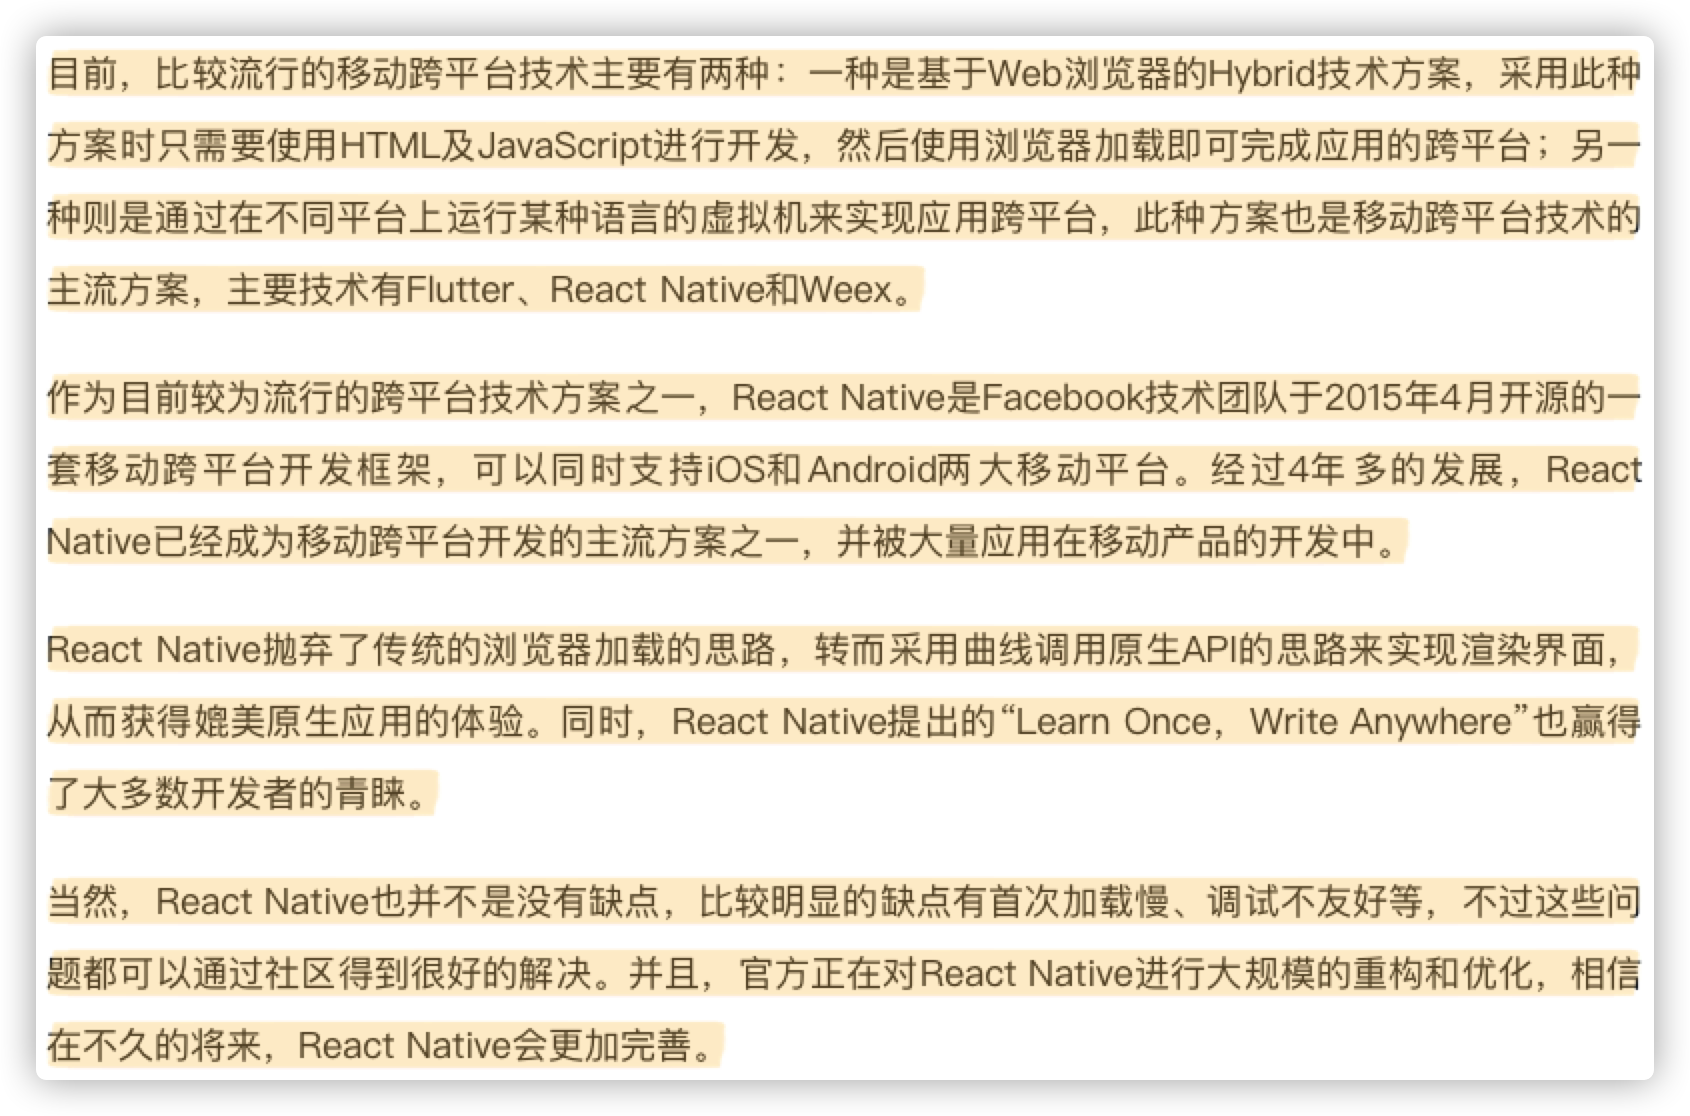 目前，比较流行的移动跨平台技术主要有两种：一种是基于Web浏览器的Hybrid技术方案，采用此种
方案时只需要使用HTML及JavaScript进行开发，然后使用浏览器加载即可完成应用的跨平台；另一
种则是通过在不同平台上运行某种语言的虚拟机来实现应用跨平台，此种方案也是移动跨平台技术的
主流方案，主要技术有Flutter、React Native和Weex。
作为目前较为流行的跨平台技术方案之一，React Native是Facebook技术团队于2015年4月开源的一
套移动跨平台开发框架，可以同时支持iOS和Android两大移动平台。经过4年多的发展，React
Native已经成为移动跨平台开发的主流方案之一，并被大量应用在移动产品的开发中。
React Native抛弃了传统的浏览器加载的思路，转而采用曲线调用原生API的思路来实现渲染界面，
从而获得媲美原生应用的体验。同时，React Native提出的“Learn Once，Write Anywhere”也赢得
了大多数开发者的青睐。
当然，React Native也并不是没有缺点，比较明显的缺点有首次加载慢、调试不友好等，不过这些问
题都可以通过社区得到很好的解决。并且，官方正在对React Native进行大规模的重构和优化，相信
在不久的将来，React Native会更加完善。